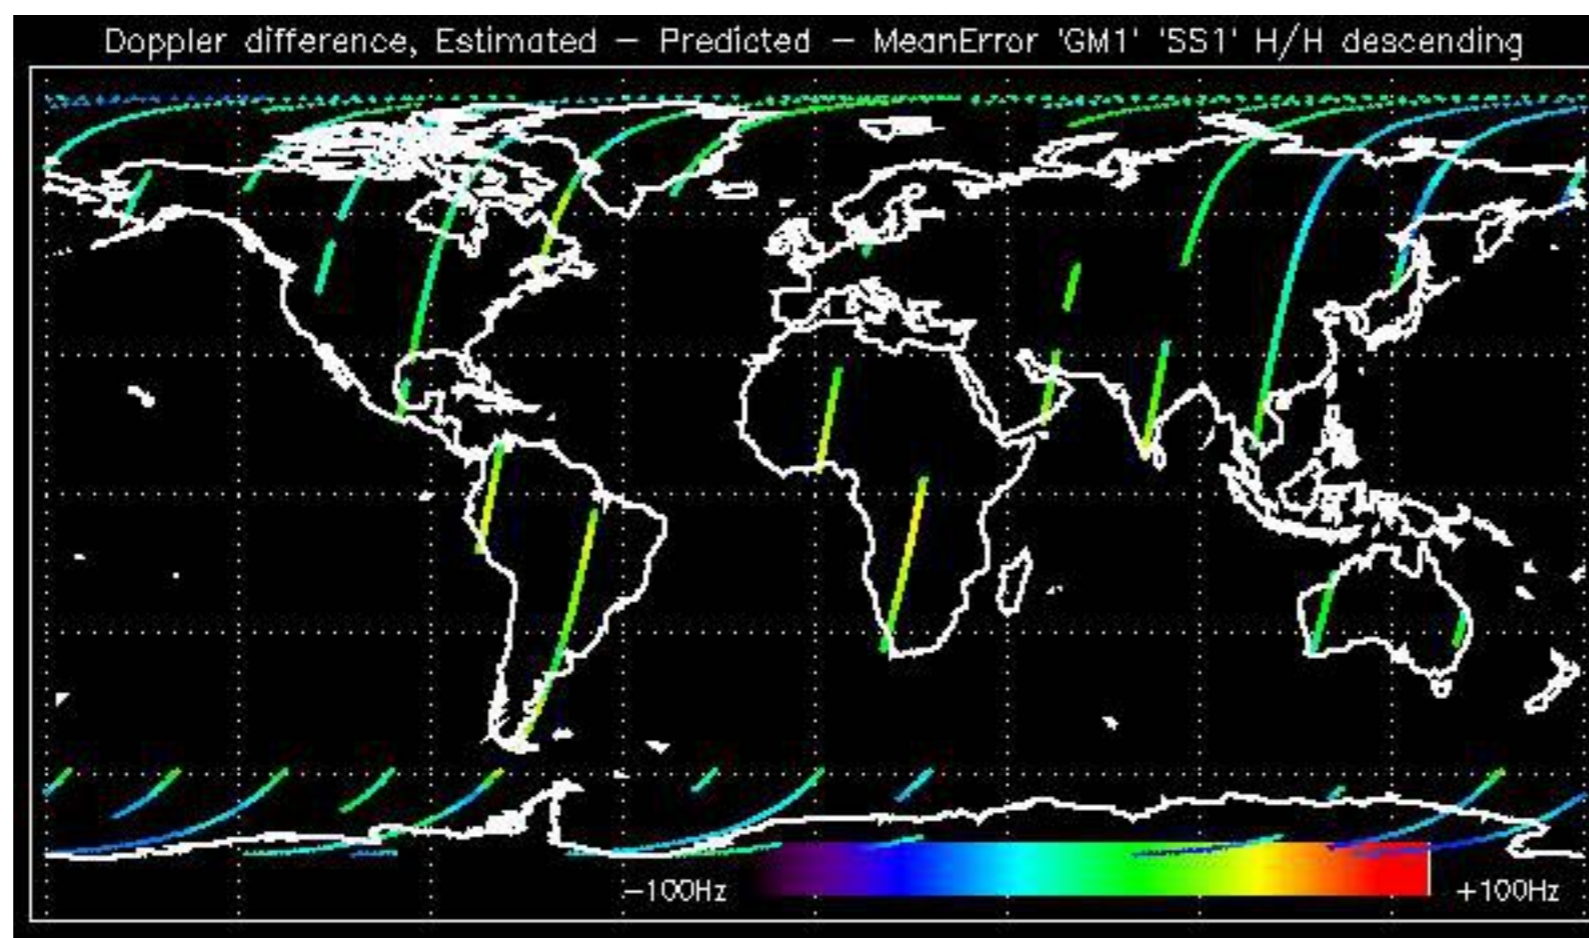 Doppler difference, Estimated – Predicted – MeanError 'GM1' 'SS1' H/H descending
–100Hz +100Hz